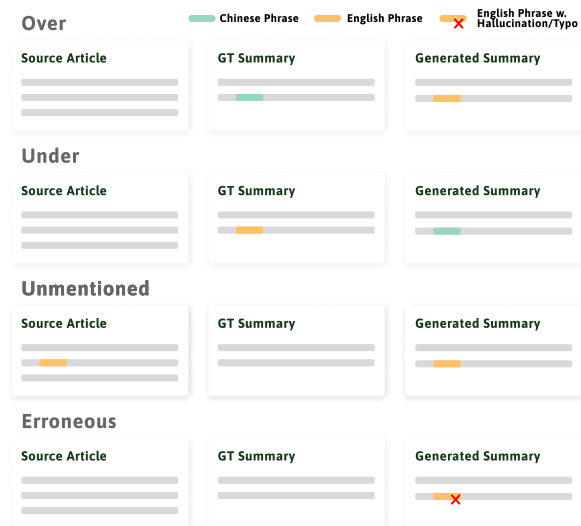 Over
Chinese Phrase
English Phrase
English Phrase w.
Hallucination/Typo
Source Article
GT Summary
Generated Summary
Under
Source Article
GT Summary
Generated Summary
Unmentioned
Source Article
GT Summary
Generated Summary
Erroneous
Source Article
GT Summary
Generated Summary